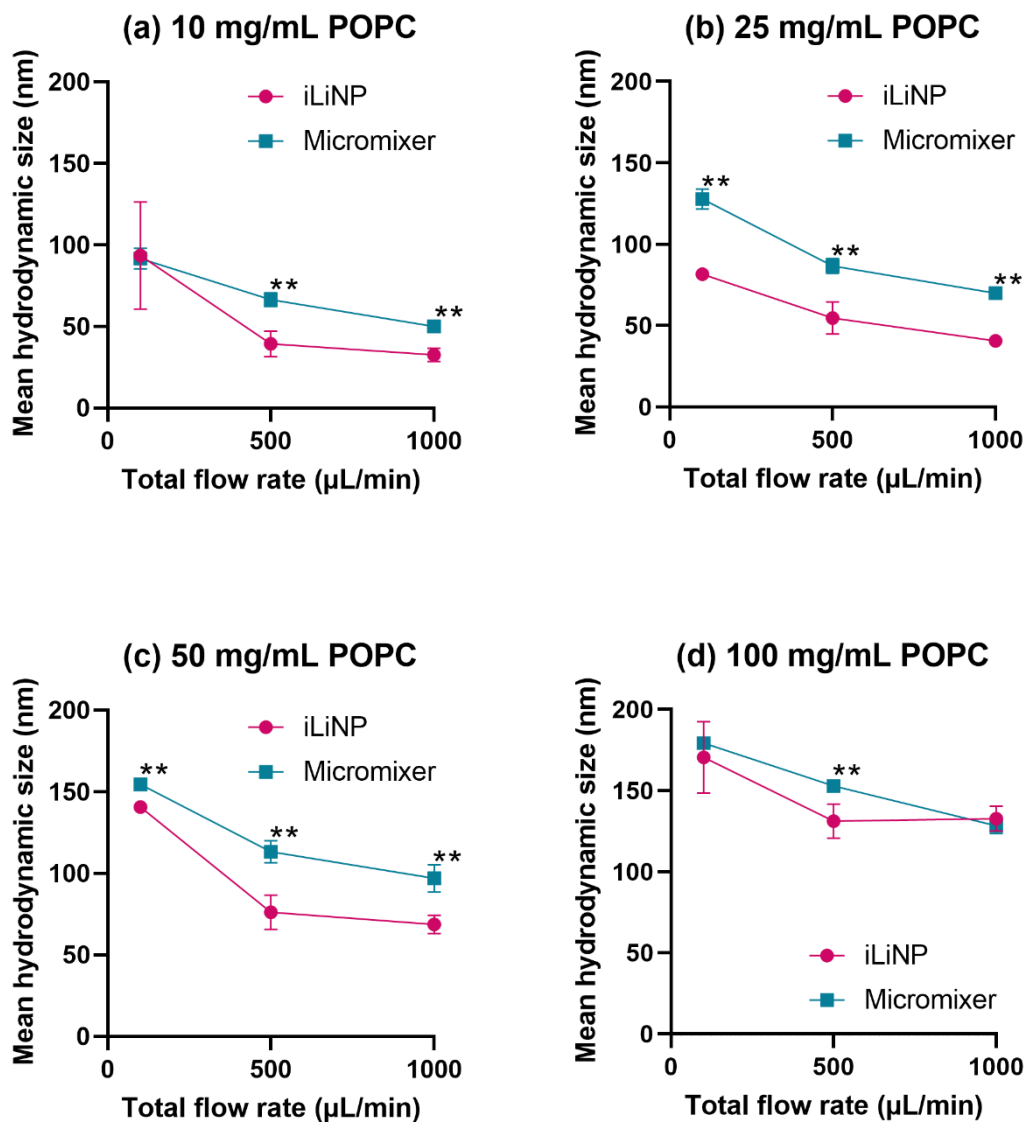 (a) 10 mg/mL POPC
Mean hydrodynamic size (nm)
200
150
100
50
0
iLiNP
Micromixer
**
**
0
500
1000
Total flow rate (µL/min)
(b) 25 mg/mL POPC
Mean hydrodynamic size (nm)
200
150
100
50
0
iLiNP
Micromixer
**
**
**
0
500
1000
Total flow rate (µL/min)
(c) 50 mg/mL POPC
Mean hydrodynamic size (nm)
200
150
100
50
0
iLiNP
Micromixer
**
**
**
0
500
1000
Total flow rate (µL/min)
(d) 100 mg/mL POPC
Mean hydrodynamic size (nm)
200
150
100
50
0
**
iLiNP
Micromixer
0
500
1000
Total flow rate (µL/min)